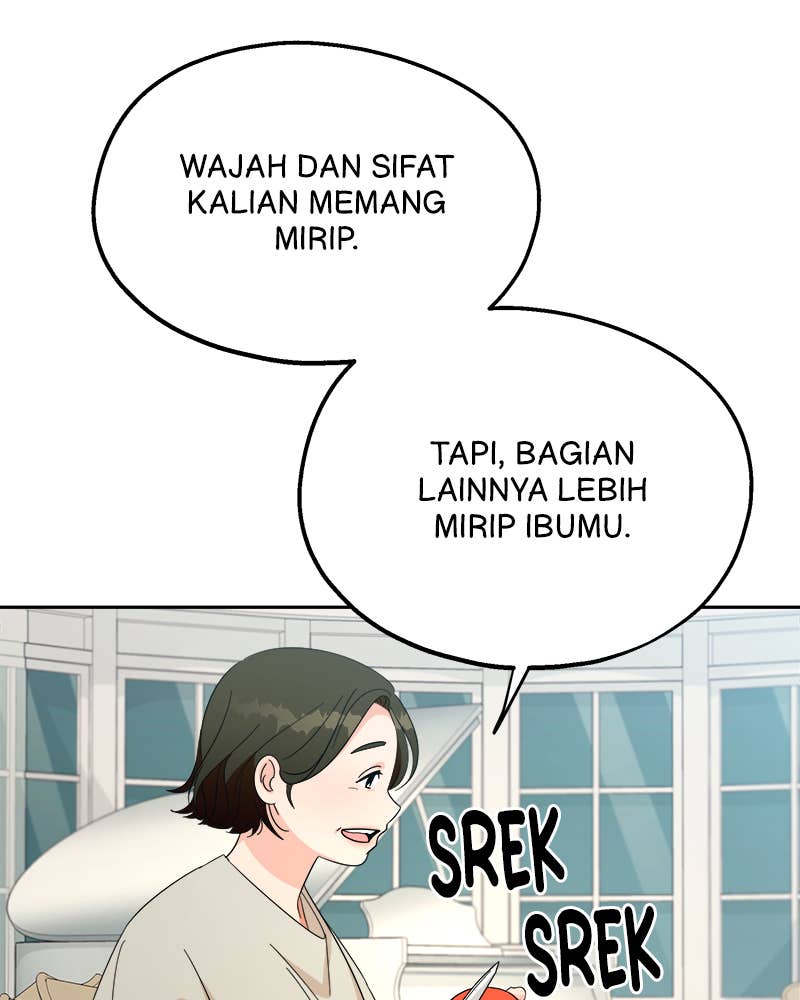 WAJAH DAN SIFAT
KALIAN MEMANG
MIRIP.
TAPI, BAGIAN
LAINNYA LEBIH
MIRIP IBUMU.
SREK
SREK